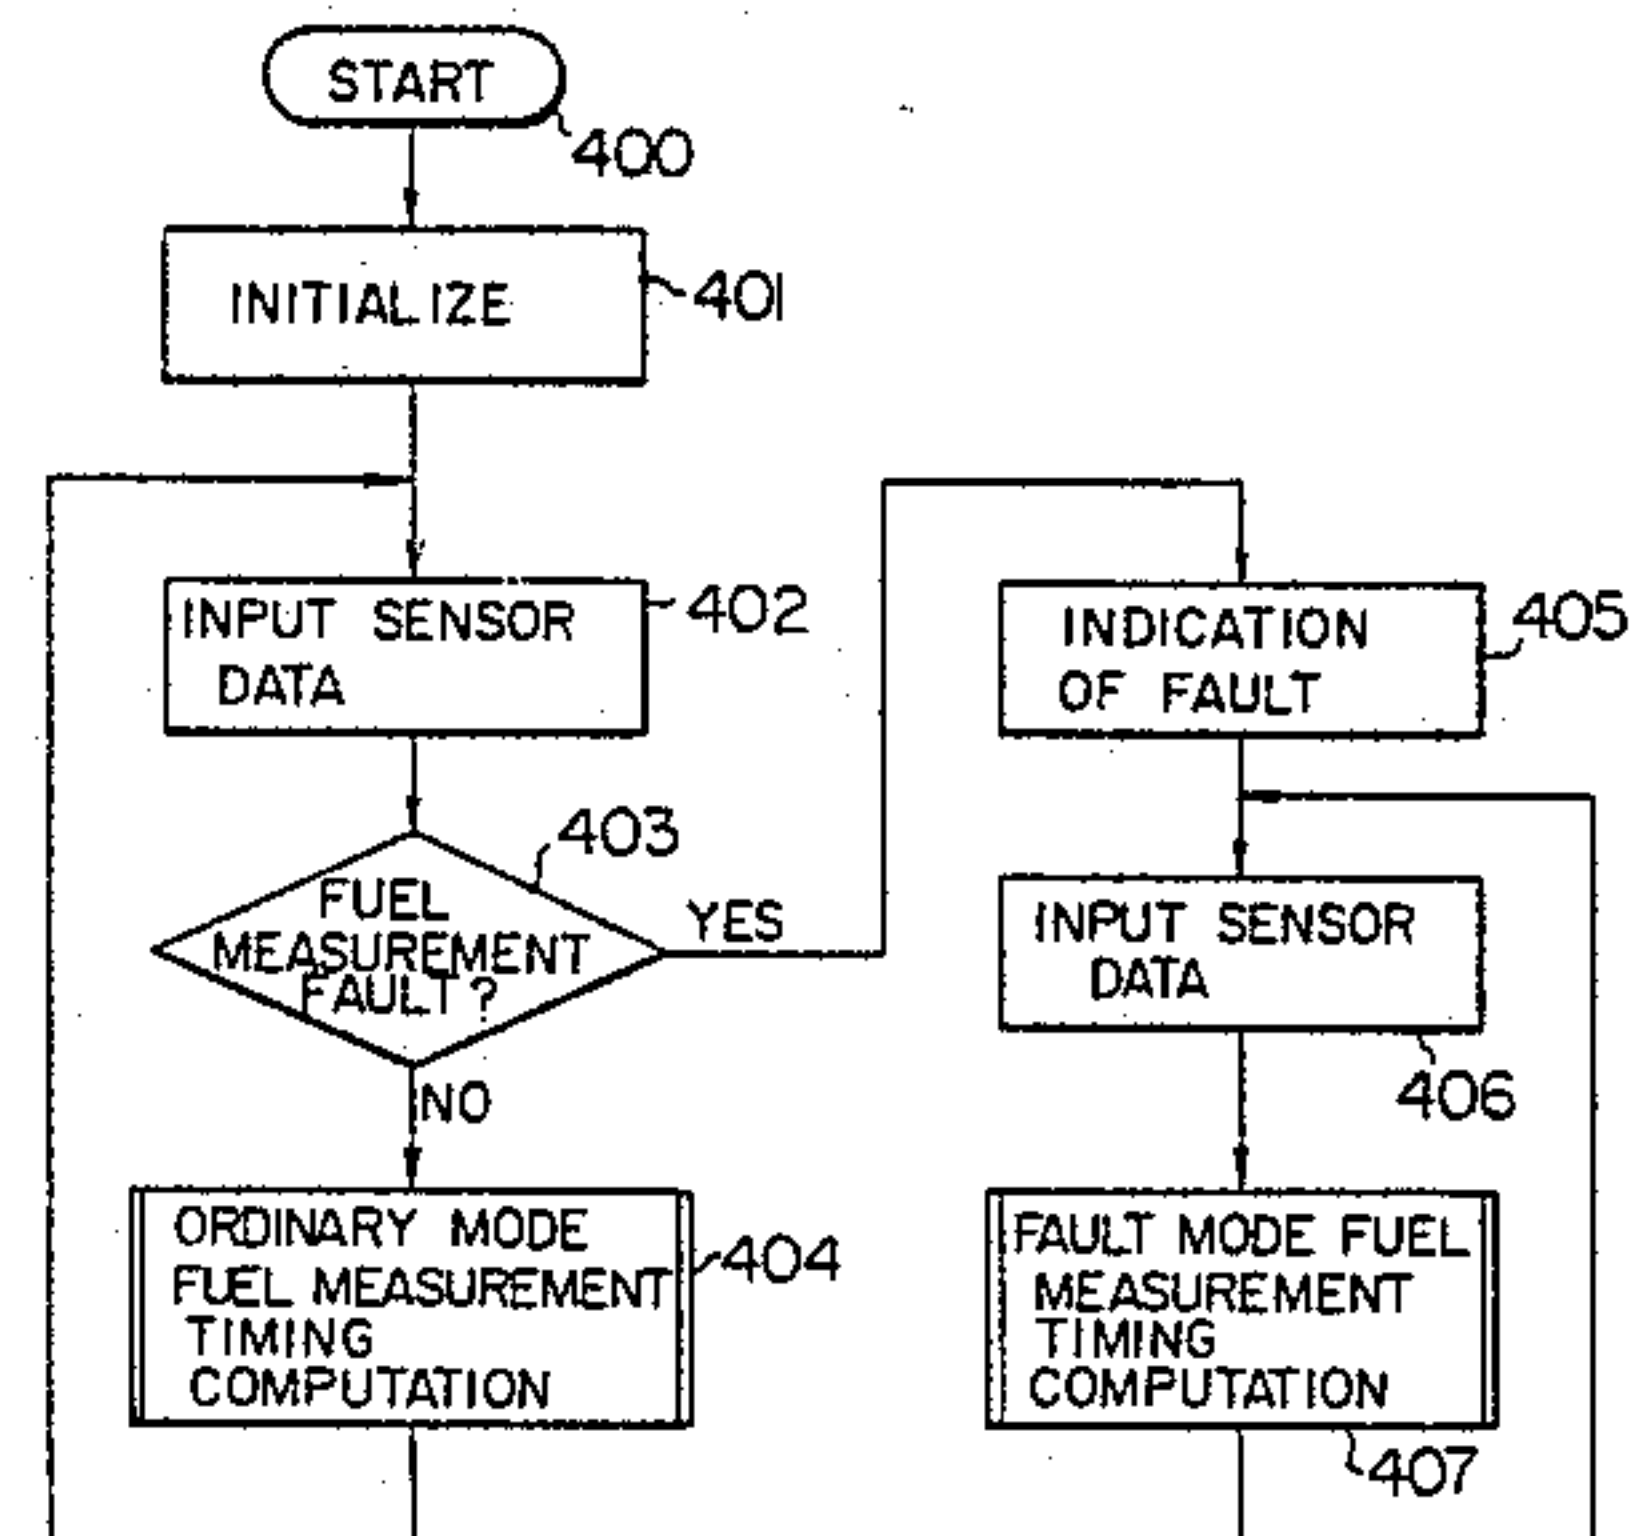 START
400
INITIALIZE
401
INPUT SENSOR
DATA
402
403
FUEL
MEASUREMENT
FAULT?
YES
NO
ORDINARY MODE
FUEL MEASUREMENT
TIMING
COMPUTATION
404
INDICATION
OF FAULT
405
INPUT SENSOR
DATA
406
FAULT MODE FUEL
MEASUREMENT
TIMING
COMPUTATION
407